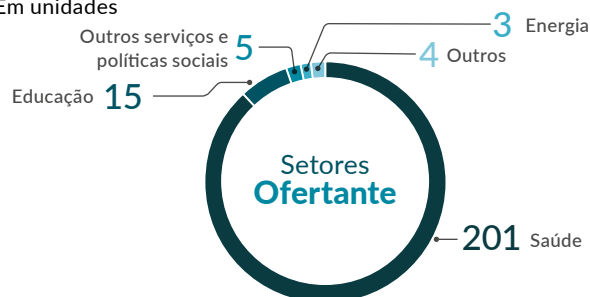 Em unidades
Outros serviços e
políticas sociais 5
3 Energia
4 Outros
Educação 15
Setores
Ofertante
201 Saúde